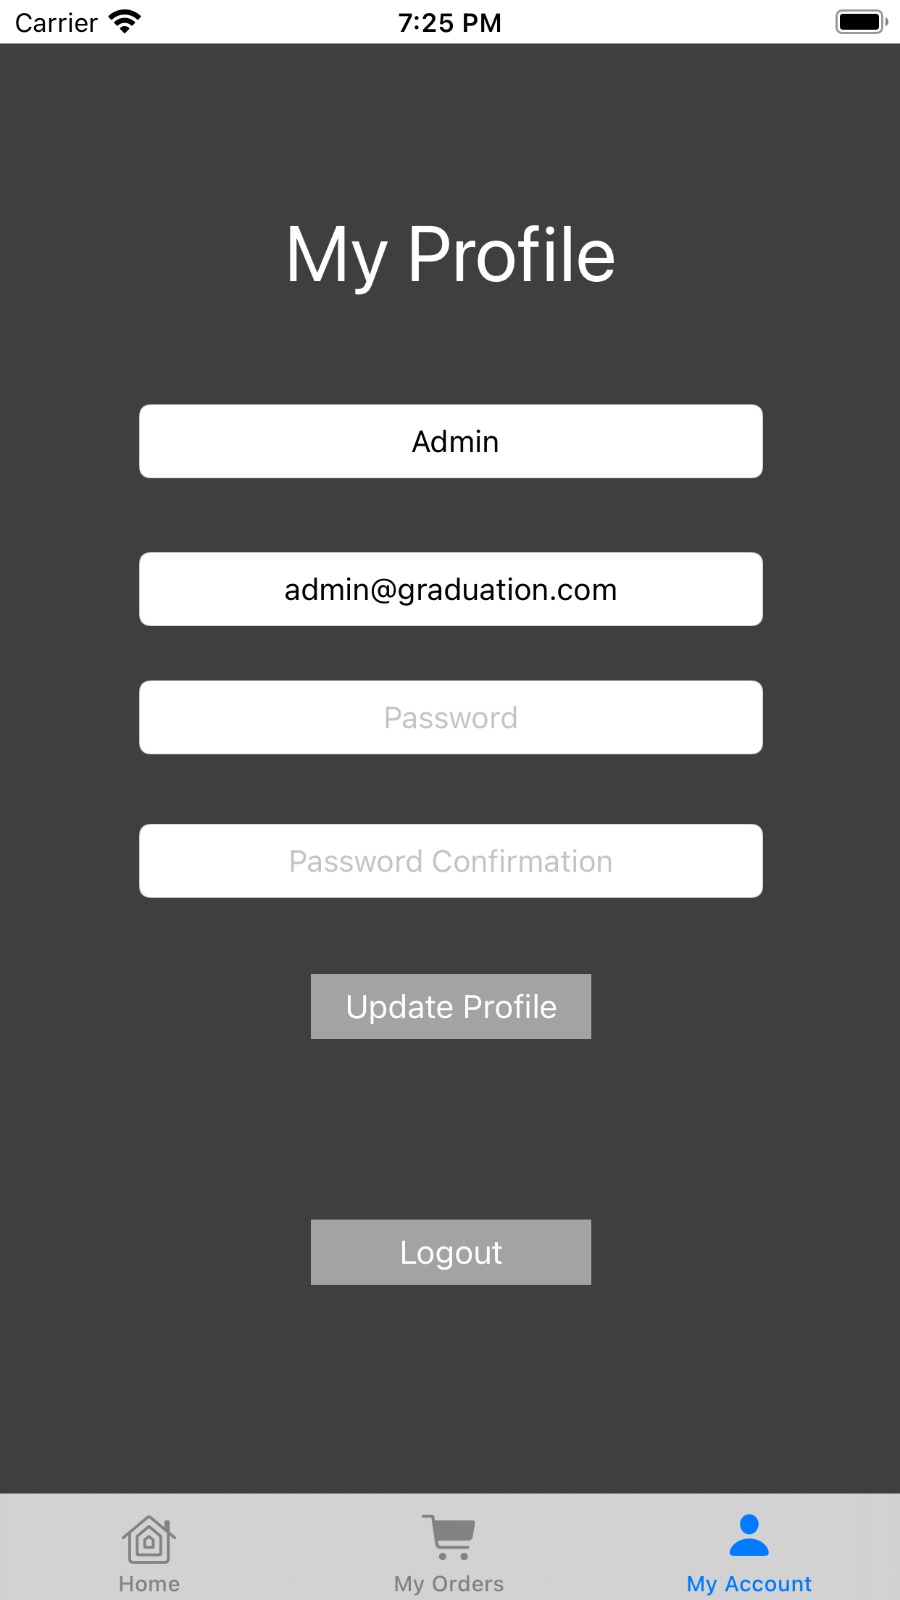 Carrier 7:25 PM
My Profile
Admin
admin@graduation.com
Password
Password Confirmation
Update Profile
Logout
Home My Orders My Account